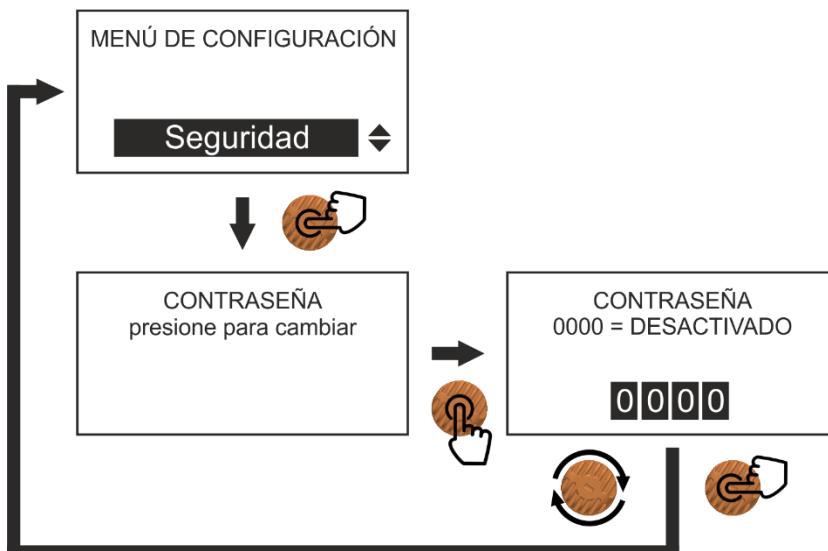 MENÚ DE CONFIGURACIÓN
Seguridad
CONTRASEÑA
presione para cambiar
CONTRASEÑA
0000 = DESACTIVADO
0000